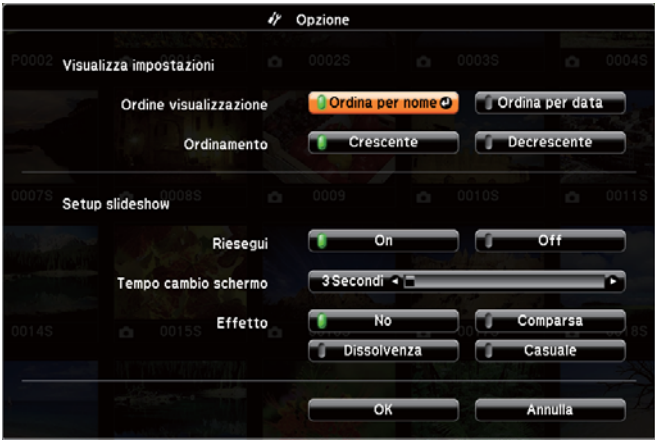 Opzione
P0002 0001S 0002S 0003S 0004S
Visualizza impostazioni
Ordine visualizzazione Ordina per nome Ordina per data
Ordinamento Crescente Decrescente
0007S 0008S 0009 0010S 0011S
Setup slideshow
Riesegui On Off
Tempo cambio schermo 3 Secondi
Effetto No Comparsa
0014S 0015S
Dissolvenza Casuale
OK Annulla